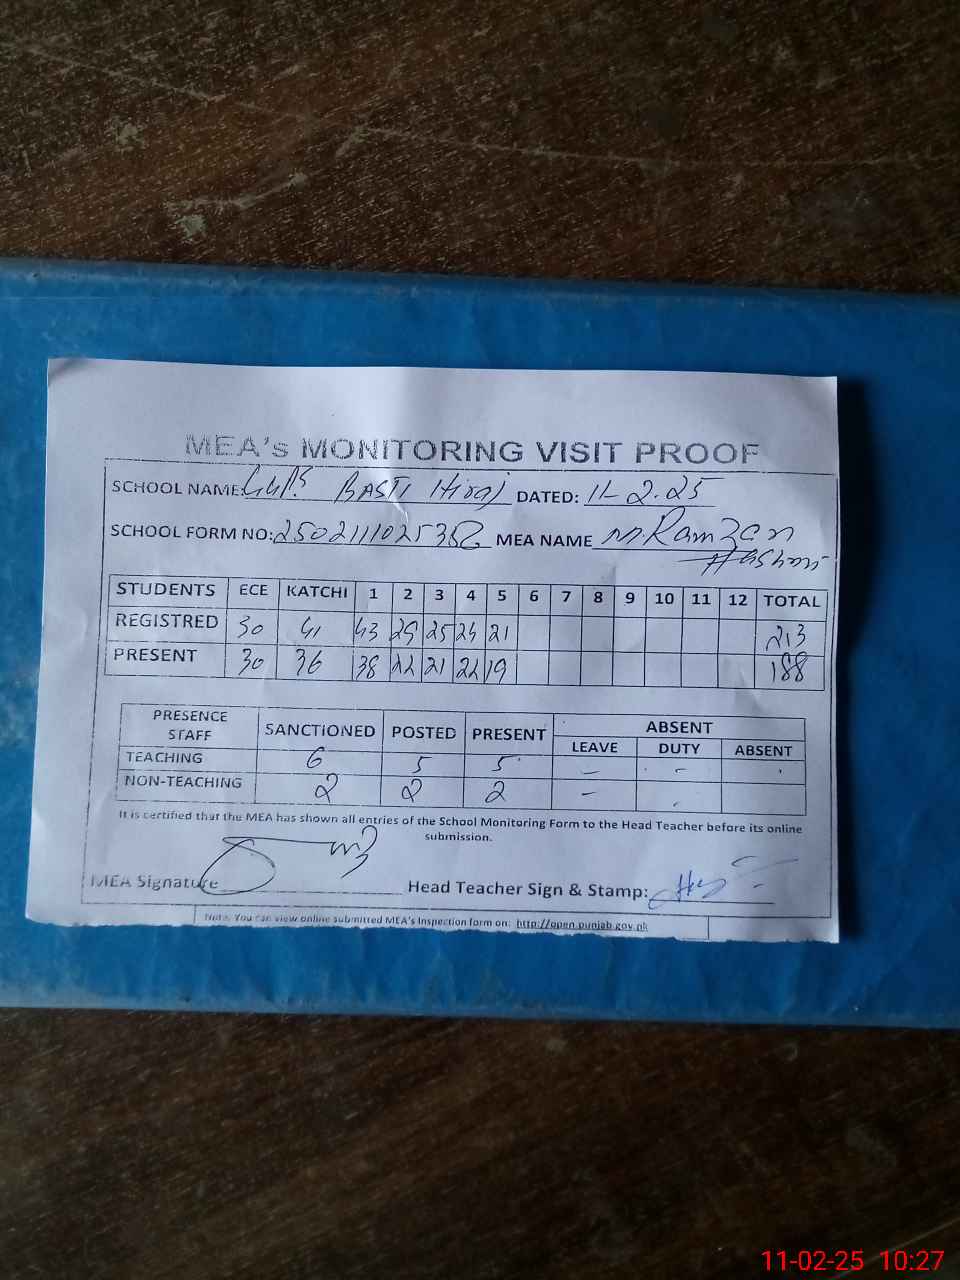 MEA's MONITORING VISIT PROOF
SCHOOL NAME: GGPS BASTI Hiraj DATED: 11-2-25
SCHOOL FORM NO: MEA NAME M.Ramzan
Hashmi
STUDENTS ECE KATCHI 1 2 3 4 5 6 7 8 9 10 11 12 TOTAL
REGISTRED 30 41 43 29 25 24 21 213
PRESENT 30 36 38 22 21 22 19 188
PRESENCE STAFF SANCTIONED POSTED PRESENT ABSENT
LEAVE DUTY ABSENT
TEACHING 6 5 5 - -
NON-TEACHING 2 2 2 -
It is certified that the MEA has shown all entries of the School Monitoring Form to the Head Teacher before its online
submission.
MEA Signature Head Teacher Sign & Stamp:
Note: You can view online submitted MEA's Inspection form on: http://open.punjab.gov.pk
11-02-25 10:27